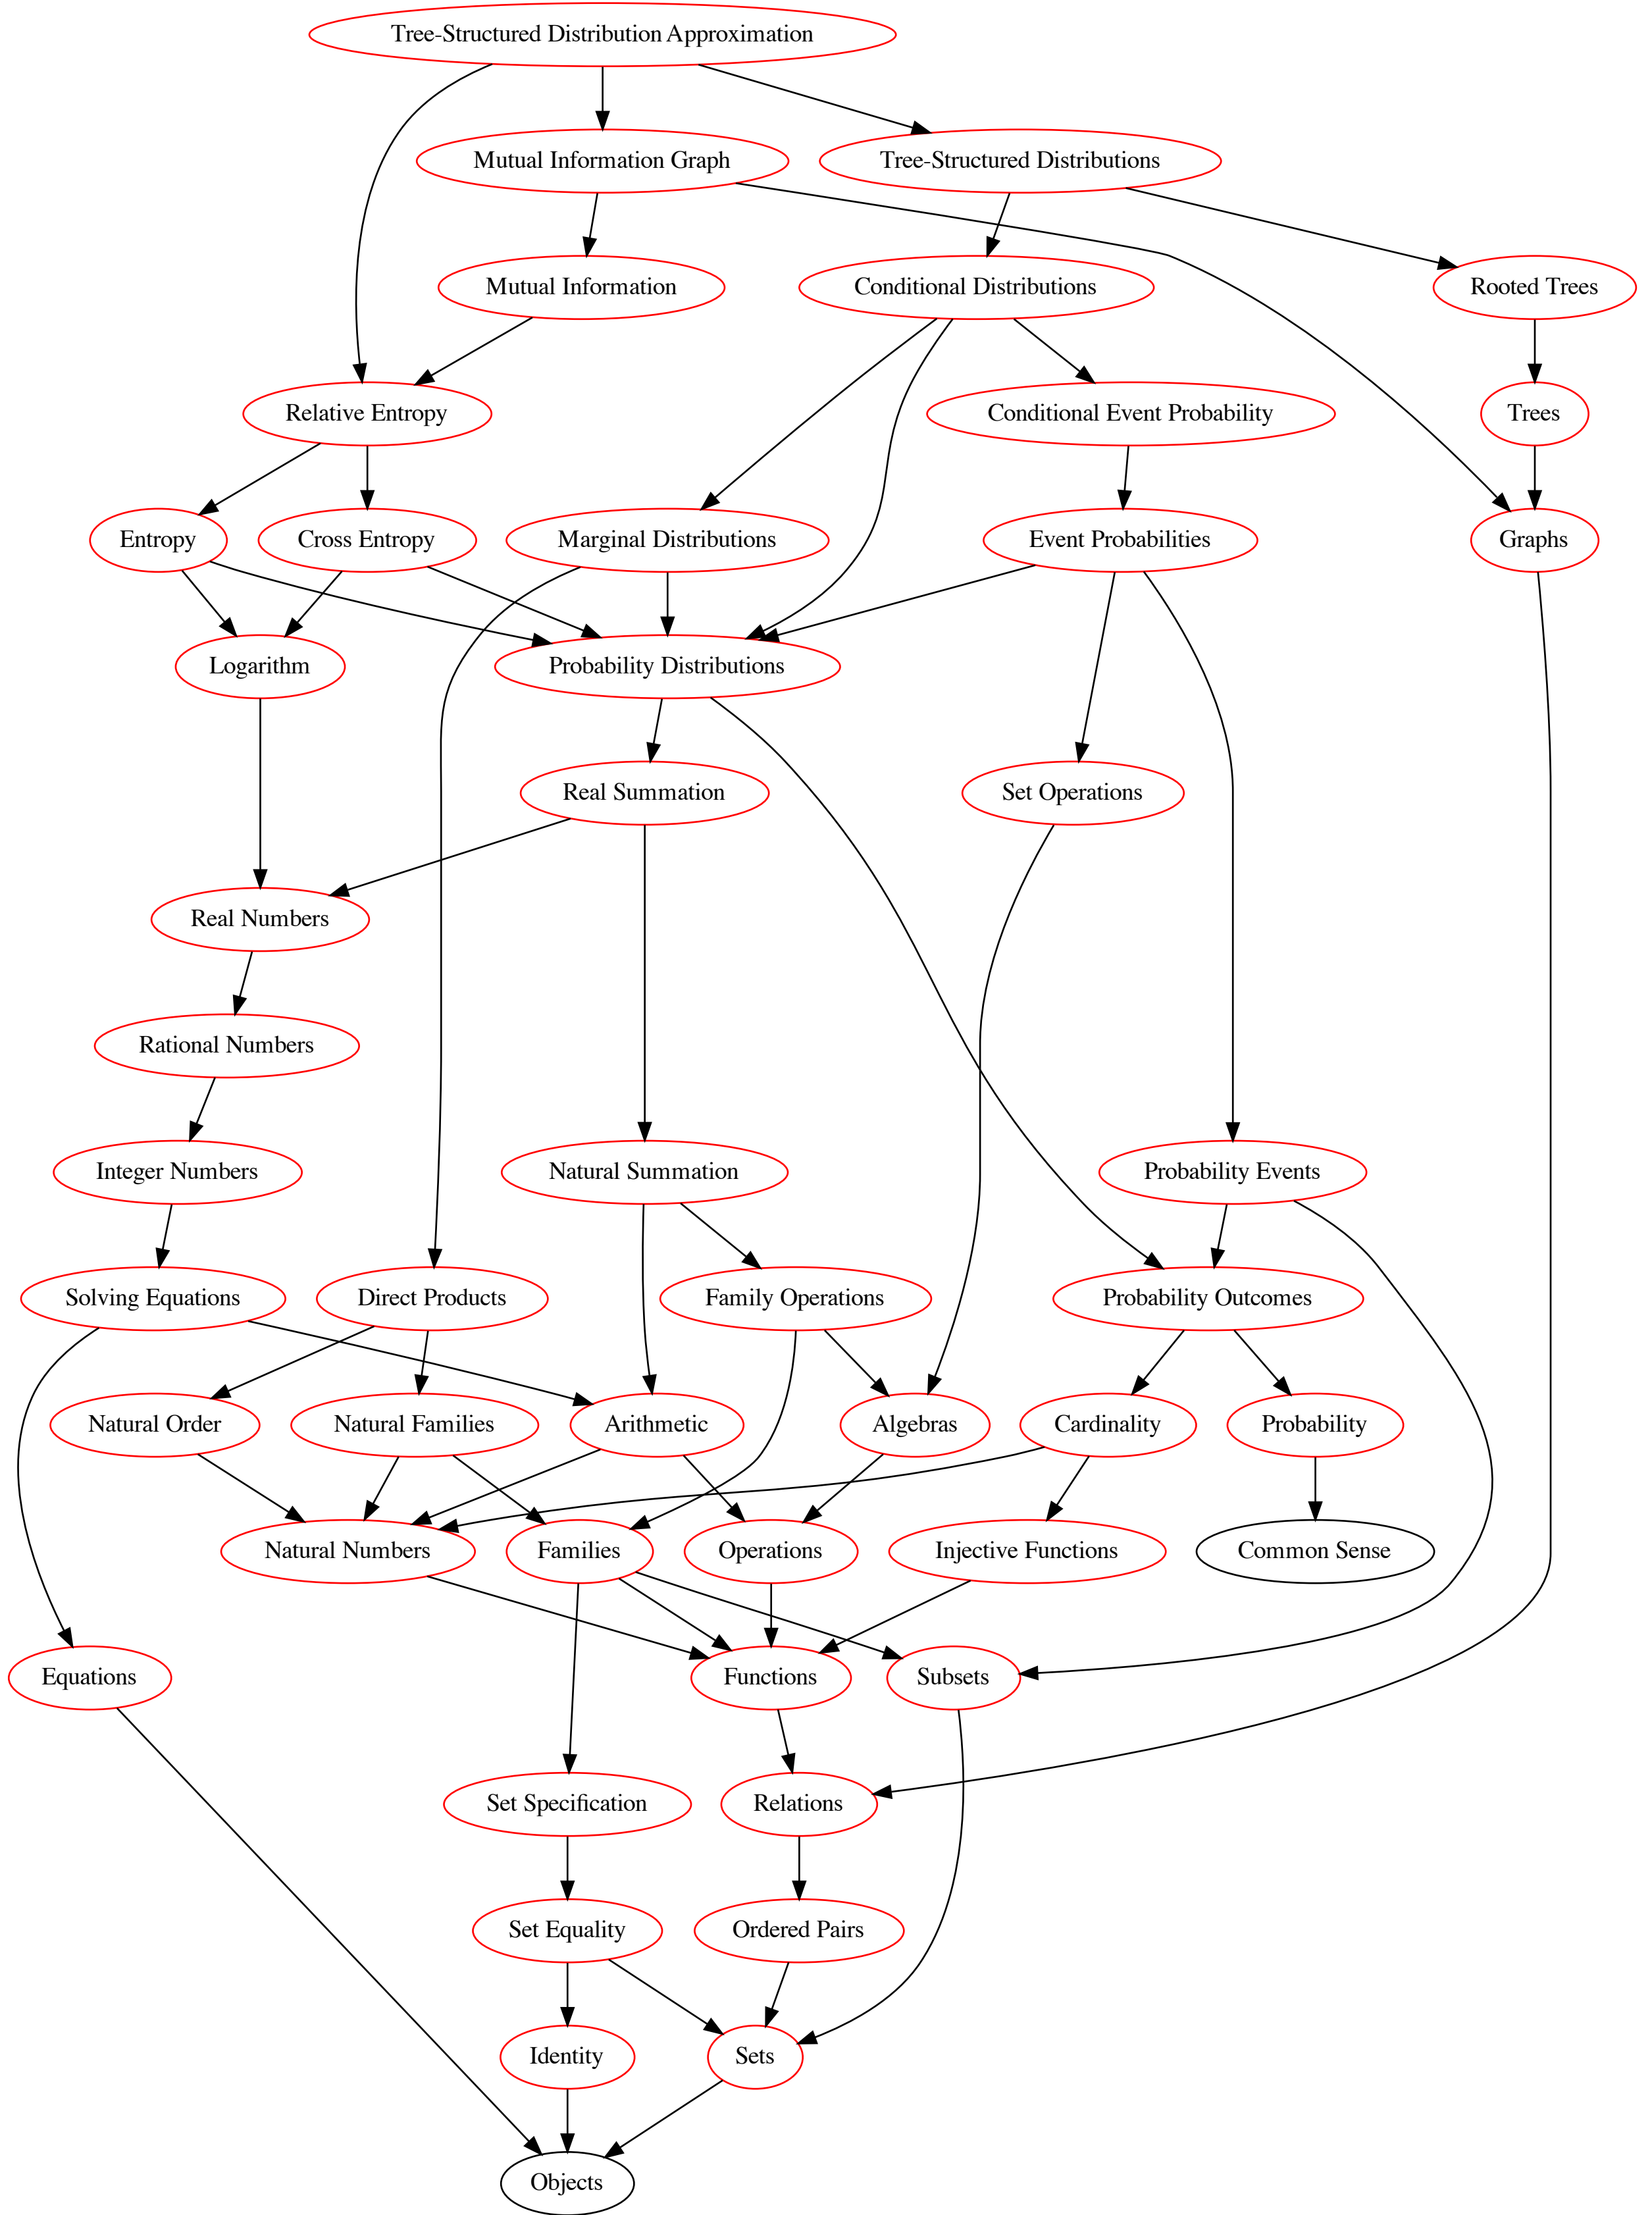 Tree-Structured Distribution Approximation
Mutual Information Graph
Tree-Structured Distributions
Mutual Information
Conditional Distributions
Rooted Trees
Relative Entropy
Conditional Event Probability
Trees
Entropy
Cross Entropy
Marginal Distributions
Event Probabilities
Graphs
Logarithm
Probability Distributions
Real Summation
Set Operations
Real Numbers
Rational Numbers
Integer Numbers
Natural Summation
Probability Events
Solving Equations
Direct Products
Family Operations
Probability Outcomes
Natural Order
Natural Families
Arithmetic
Algebras
Cardinality
Probability
Natural Numbers
Families
Operations
Injective Functions
Common Sense
Equations
Functions
Subsets
Set Specification
Relations
Set Equality
Ordered Pairs
Identity
Sets
Objects